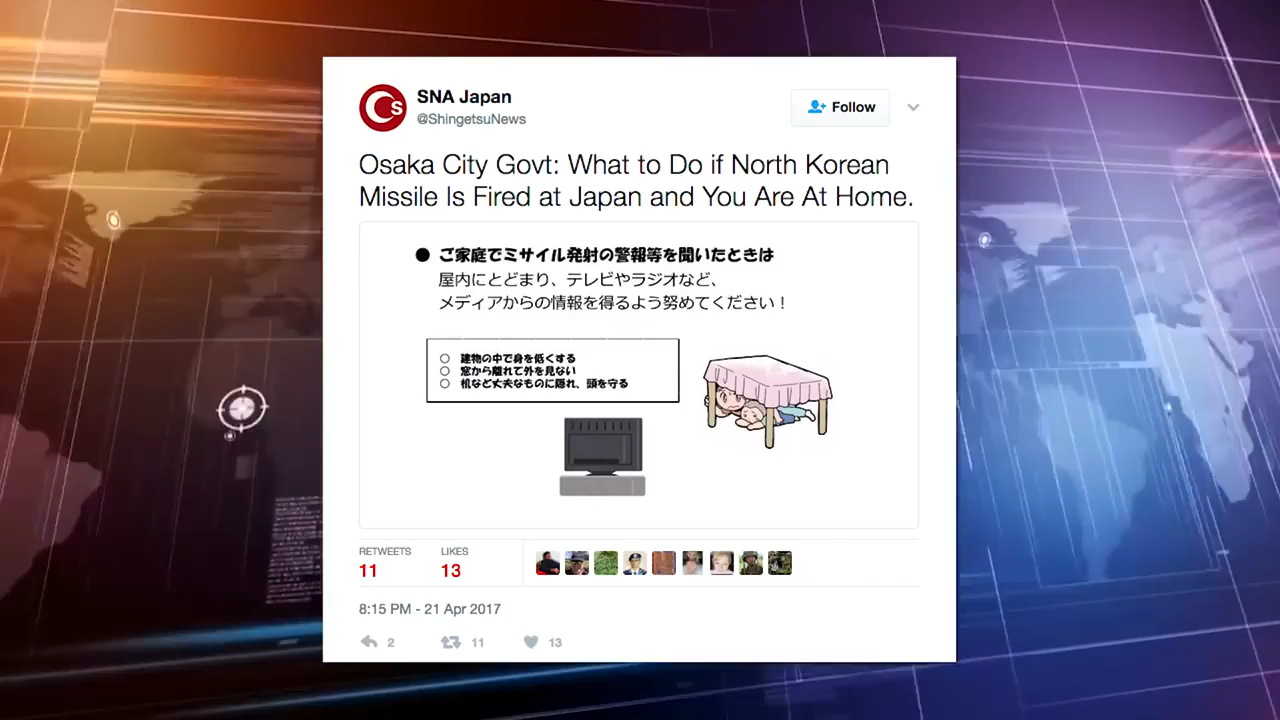 SNA Japan
@ShingetsuNews
Follow
Osaka City Govt: What to Do if North Korean
Missile Is Fired at Japan and You Are At Home.
● ご家庭でミサイル発射の警報等を聞いたときは
屋内にとどまり、テレビやラジオなど、
メディアからの情報を得るよう努めてください！
○ 建物の中で身を低くする
○ 窓から離れて外を見ない
○ 机など丈夫なものに隠れ、頭を守る
RETWEETS LIKES
11 13
8:15 PM - 21 Apr 2017
2 11 13